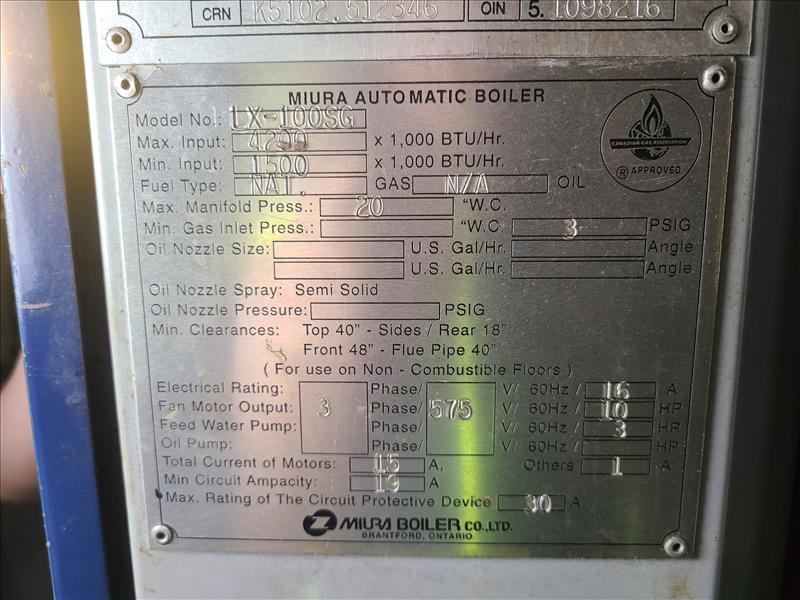 CRN K5102.512346 OIN 5.1098216
MIURA AUTOMATIC BOILER
Model No.: LX-100SG
Max. Input: 4200 x 1,000 BTU/Hr.
Min. Input: 1500 x 1,000 BTU/Hr.
Fuel Type: NAT. GAS N/A OIL
CANADIAN GAS ASSOCIATION
® APPROVED
Max. Manifold Press.: 20 "W.C.
Min. Gas Inlet Press.: "W.C. 3 PSIG
Oil Nozzle Size: U.S. Gal/Hr. Angle
U.S. Gal/Hr. Angle
Oil Nozzle Spray: Semi Solid
Oil Nozzle Pressure: PSIG
Min. Clearances: Top 40" - Sides / Rear 18"
Front 48" - Flue Pipe 40"
( For use on Non - Combustible Floors )
Electrical Rating: Phase/ V/ 60Hz / 16 A
Fan Motor Output: 3 Phase/ 575 V/ 60Hz / 10 HP
Feed Water Pump: Phase/ V/ 60Hz / 3 HP
Oil Pump: Phase/ V/ 60Hz / HP
Total Current of Motors: 15 A, Others 1 A
Min Circuit Ampacity: 19 A
Max. Rating of The Circuit Protective Device 30 A
MIURA BOILER CO.,LTD.
BRANTFORD, ONTARIO